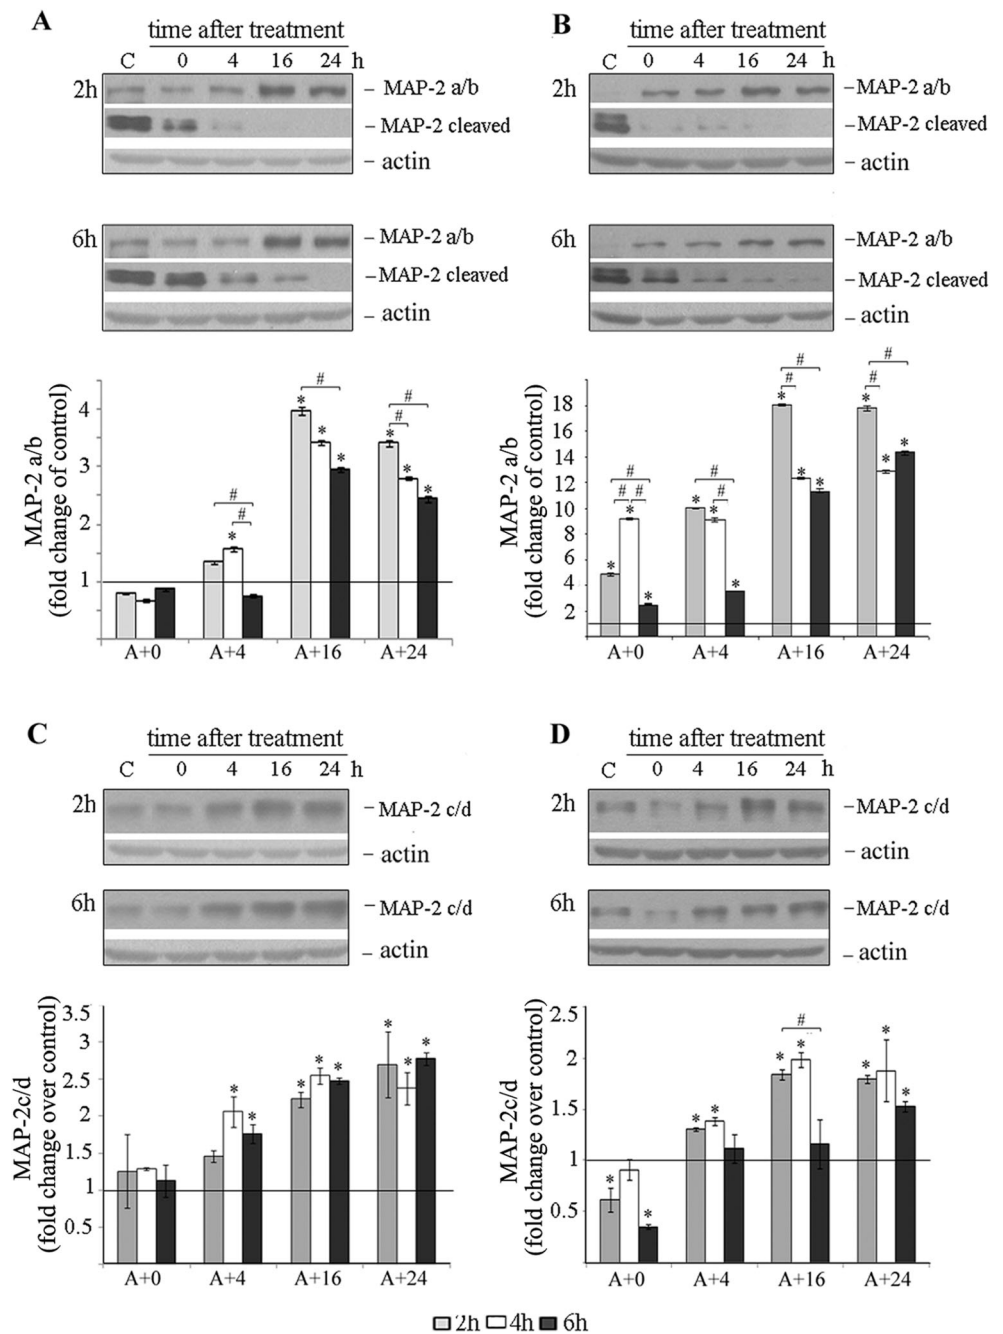 A
time after treatment
C 0 4 16 24 h
2h
– MAP-2 a/b
– MAP-2 cleaved
– actin
6h
– MAP-2 a/b
– MAP-2 cleaved
– actin
MAP-2 a/b
(fold change of control)
4
3
2
1
# # # # #
* * * * * * *
A+0 A+4 A+16 A+24
B
time after treatment
C 0 4 16 24 h
2h
– MAP-2 a/b
– MAP-2 cleaved
– actin
6h
– MAP-2 a/b
– MAP-2 cleaved
– actin
MAP-2 a/b
(fold change of control)
18
16
14
12
10
8
6
4
2
# # # # # # # # #
* * * * * * * * * * * *
A+0 A+4 A+16 A+24
C
time after treatment
C 0 4 16 24 h
2h
– MAP-2 c/d
– actin
6h
– MAP-2 c/d
– actin
MAP-2c/d
(fold change over control)
3.5
3
2.5
2
1.5
1
0.5
* * * * * * * *
A+0 A+4 A+16 A+24
D
time after treatment
C 0 4 16 24 h
2h
– MAP-2 c/d
– actin
6h
– MAP-2 c/d
– actin
MAP-2c/d
(fold change over control)
2.5
2
1.5
1
0.5
#
* * * * * * * * *
A+0 A+4 A+16 A+24
2h 4h 6h